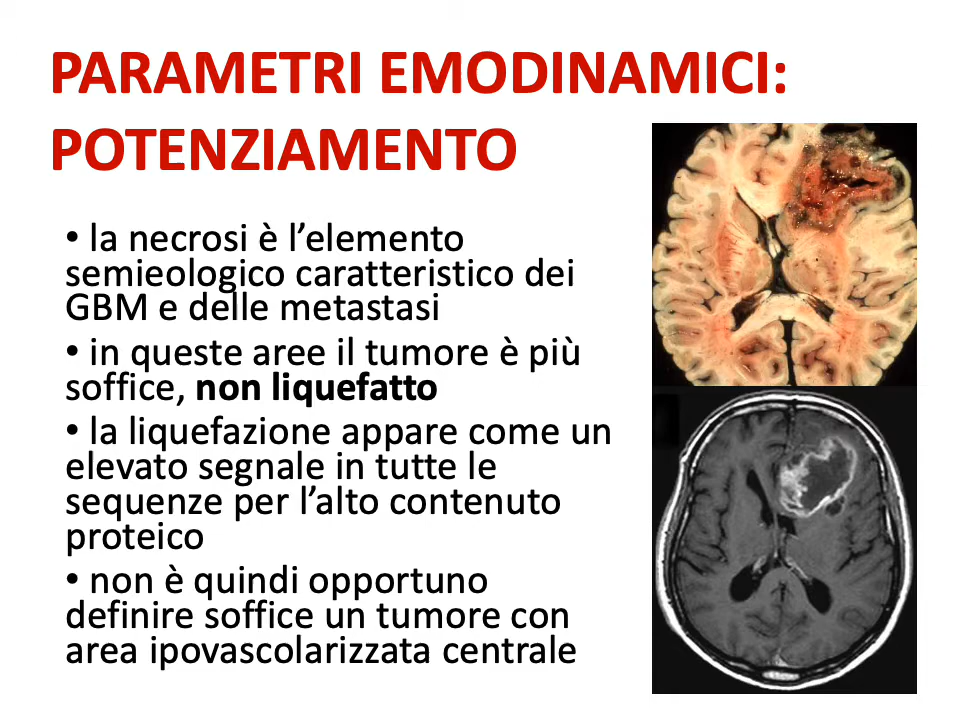 PARAMETRI EMODINAMICI:
POTENZIAMENTO
• la necrosi è l’elemento
semieologico caratteristico dei
GBM e delle metastasi
• in queste aree il tumore è più
soffice, non liquefatto
• la liquefazione appare come un
elevato segnale in tutte le
sequenze per l’alto contenuto
proteico
• non è quindi opportuno
definire soffice un tumore con
area ipovascolarizzata centrale